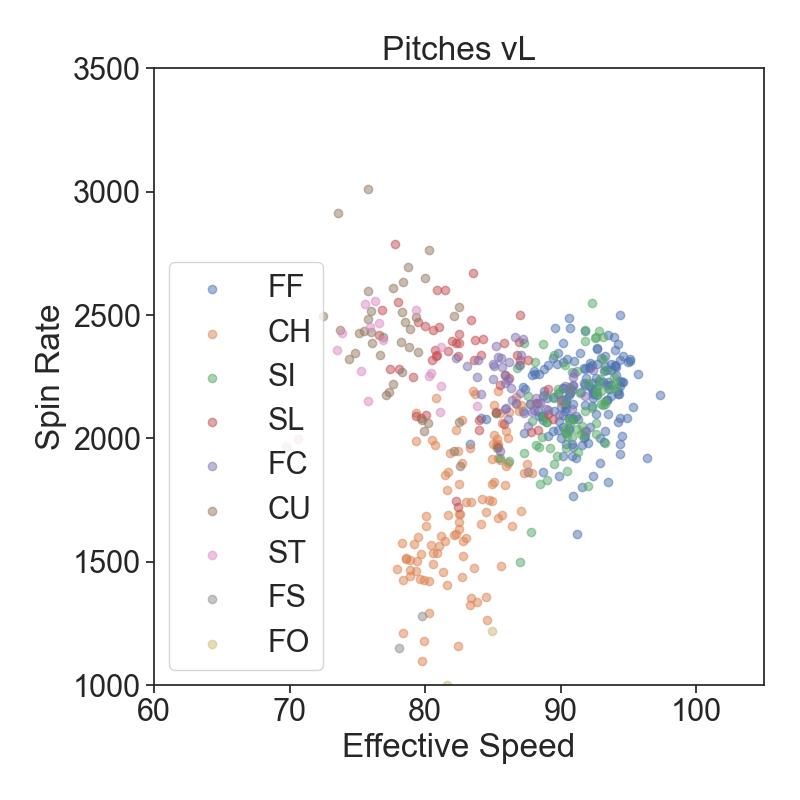 Pitches vL
3500
3000
2500
2000
1500
1000
Spin Rate
FF
CH
SI
SL
FC
CU
ST
FS
FO
60 70 80 90 100
Effective Speed